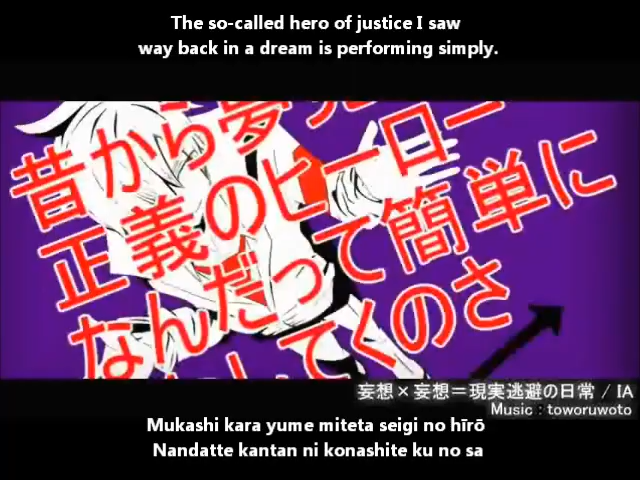 The so-called hero of justice I saw
way back in a dream is performing simply.
昔から夢
正義のヒーロー
なんだって簡単に
してくのさ
妄想×妄想＝現実逃避の日常 / IA
Music : toworuwoto
Mukashi kara yume miteta seigi no hīrō
Nandatte kantan ni konashite ku no sa